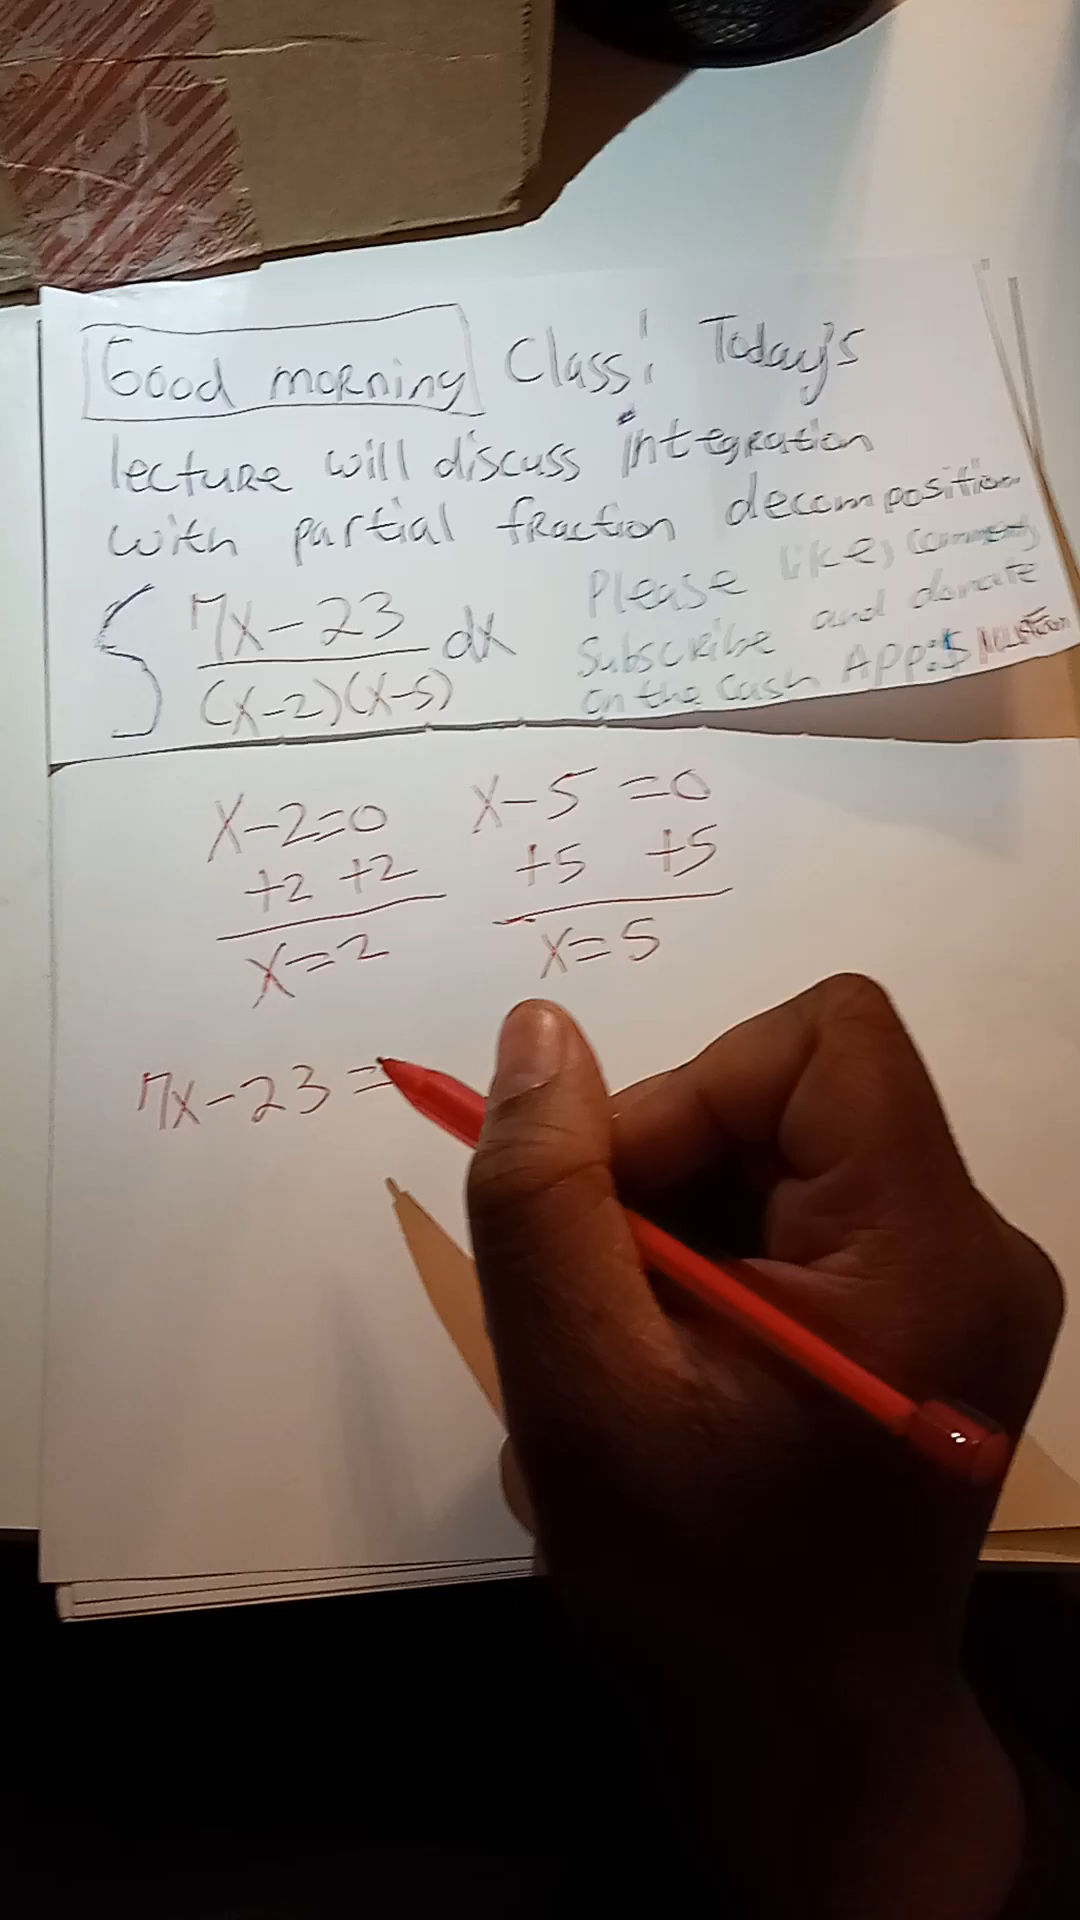 Good morning Class! Today's
lecture will discuss integration
with partial fraction decomposition
∫ 7x-23 / (x-2)(x-5) dx
Please like, comment,
Subscribe and donate
on the Cash App: $
x-2=0 x-5=0
+2 +2 +5 +5
x=2 x=5
7x-23=